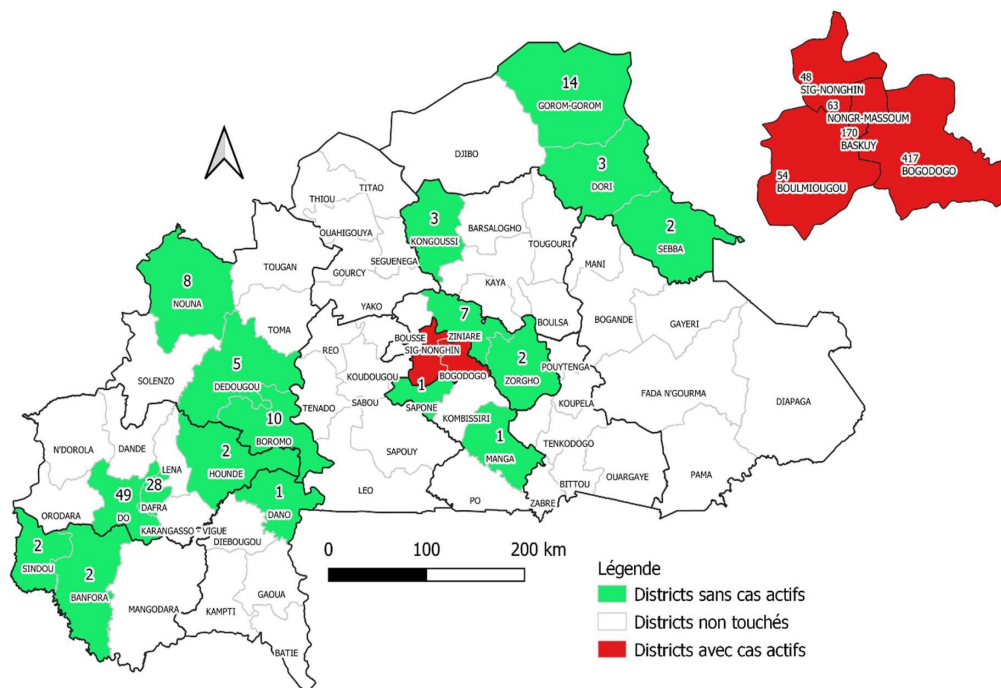 14
GOROM-GOROM
DJIBO
3
DORI
2
SEBBA
TITAO
THIOU
OUAHIGOUYA
SEGUENEGA
GOURCY
YAKO
3
KONGOUSSI
BARSALOGHO
TOUGOURI
KAYA
BOULSA
MANI
BOGANDE
GAYERI
FADA N'GOURMA
DIAPAGA
PAMA
8
NOUNA
TOUGAN
TOMA
SOLENZO
5
DEDOUGOU
10
BOROMO
2
HOUNDE
REO
KOUDOUGOU
TENADO
SABOU
SAPOUY
LEO
7
ZINIARE
BOUSSE
SIG-NONGHIN
BOGODOGO
2
ZORGHO
1
SAPONE
KOMBISSIRI
1
MANGA
PO
ZABRE
POUYTENGA
KOUPELA
TENKODOGO
BITTOU
OUARGAYE
N'DOROLA
DANDE
LENA
ORODARA
49
DO
28
DAFRA
KARANGASSO - VIGUE
1
DANO
DIEBOUGOU
2
SINDOU
2
BANFORA
MANGODARA
KAMPTI
GAOUA
BATIE
48
SIG-NONGHIN
63
NONGR-MASSOUM
170
BASKUY
417
BOGODOGO
54
BOULMIOUGOU
0 100 200 km
Légende
Districts sans cas actifs
Districts non touchés
Districts avec cas actifs